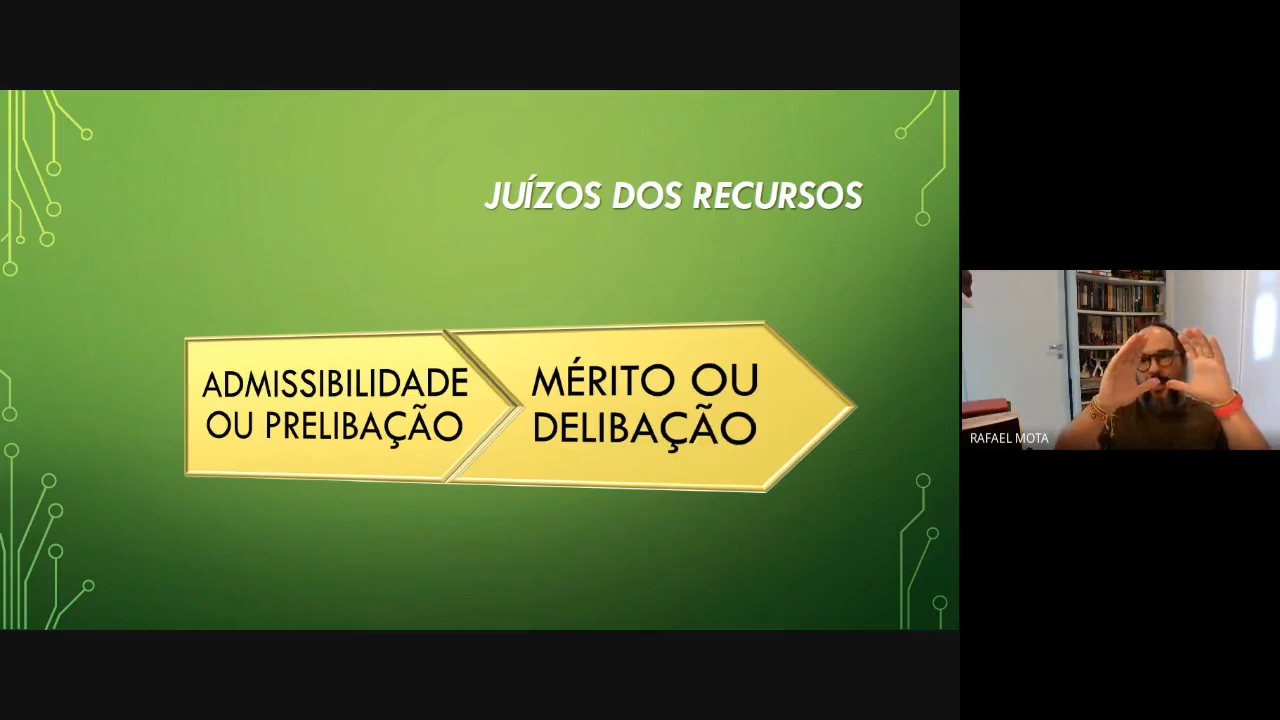 JUÍZOS DOS RECURSOS
ADMISSIBILIDADE
OU PRELIBAÇÃO
MÉRITO OU
DELIBAÇÃO
RAFAEL MOTA